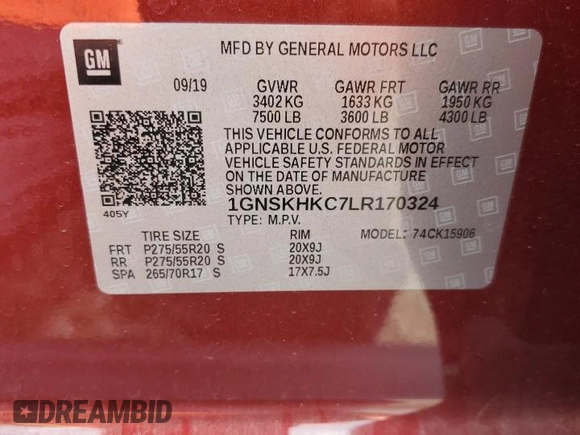 GM
MFD BY GENERAL MOTORS LLC
09/19 GVWR GAWR FRT GAWR RR
3402 KG 1633 KG 1950 KG
7500 LB 3600 LB 4300 LB
THIS VEHICLE CONFORMS TO ALL
APPLICABLE U.S. FEDERAL MOTOR
VEHICLE SAFETY STANDARDS IN EFFECT
ON THE DATE OF MANUFACTURE
SHOWN ABOVE.
405Y
1GNSKHKC7LR170324
TYPE: M.P.V. MODEL: 74CK15906
TIRE SIZE RIM
FRT P275/55R20 S 20X9J
RR P275/55R20 S 20X9J
SPA 265/70R17 S 17X7.5J
DREAMBID